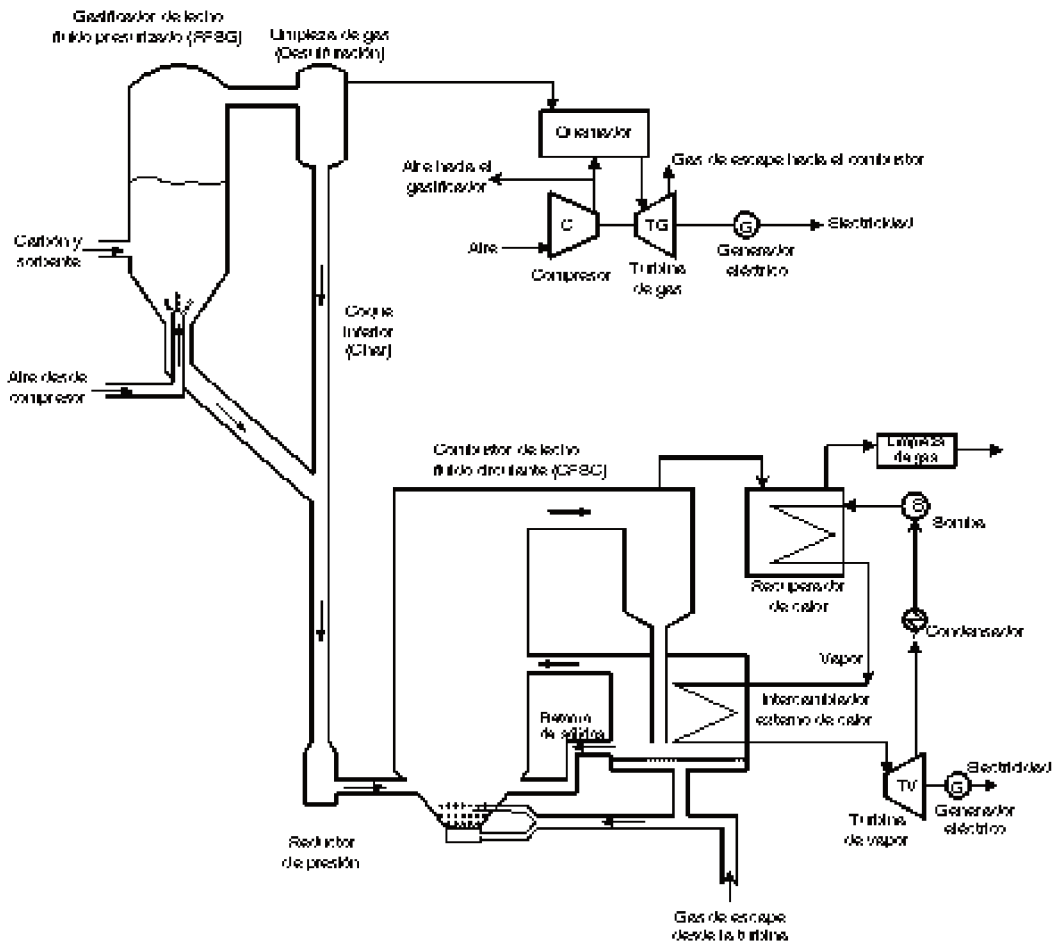 Gasificador de lecho
fluido presurizado (PFBG)
Limpieza de gas
(Desulfuración)
Quemador
Aire hacia el
gasificador
Gas de escape hacia el combustor
C
TG
G
Electricidad
Aire
Compresor
Turbina
de gas
Generador
eléctrico
Carbón y
sorbente
Coque
inferior
(Char)
Aire desde
compresor
Combustor de lecho
fluido circulante (CFBC)
Limpieza
de gas
B
Bomba
Recuperador
de calor
Condensador
Vapor
Intercambiador
externo de calor
Retorno
de sólidos
TV
G
Electricidad
Turbina
de vapor
Generador
eléctrico
Reductor
de presión
Gas de escape
desde la turbina